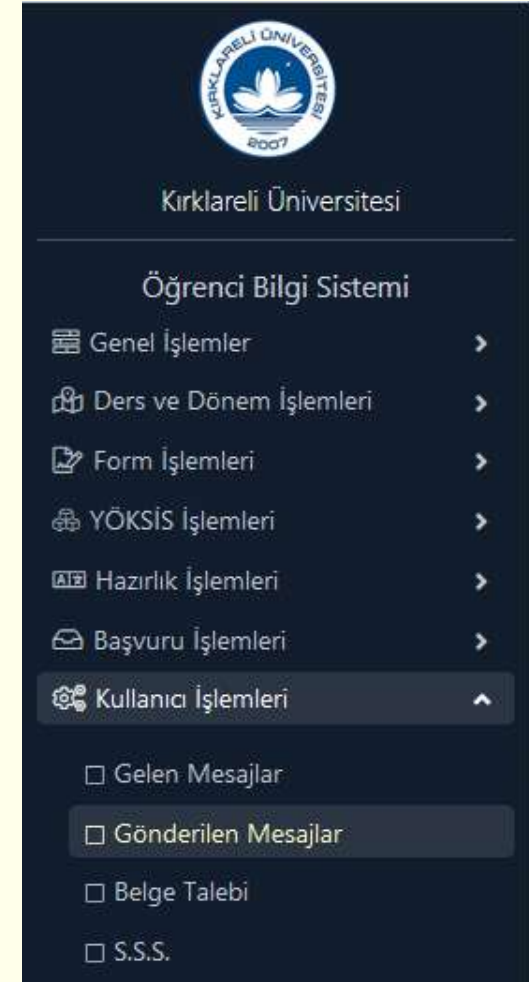 KIRKLARELİ ÜNİVERSİTESİ
2007
Kırklareli Üniversitesi
Öğrenci Bilgi Sistemi
Genel İşlemler
Ders ve Dönem İşlemleri
Form İşlemleri
YÖKSİS İşlemleri
Hazırlık İşlemleri
Başvuru İşlemleri
Kullanıcı İşlemleri
Gelen Mesajlar
Gönderilen Mesajlar
Belge Talebi
S.S.S.